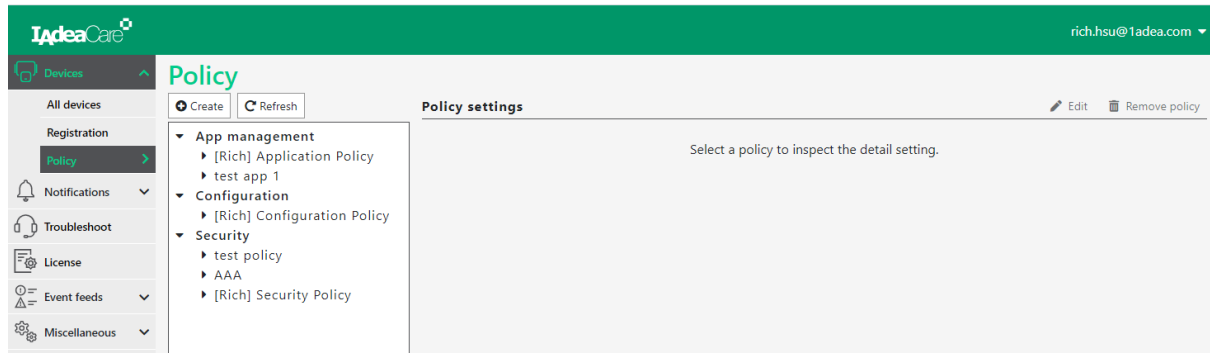 IAdeaCare
rich.hsu@1adea.com
Devices
All devices
Registration
Policy
Notifications
Troubleshoot
License
Event feeds
Miscellaneous
Policy
Create
Refresh
App management
[Rich] Application Policy
test app 1
Configuration
[Rich] Configuration Policy
Security
test policy
AAA
[Rich] Security Policy
Policy settings
Edit
Remove policy
Select a policy to inspect the detail setting.